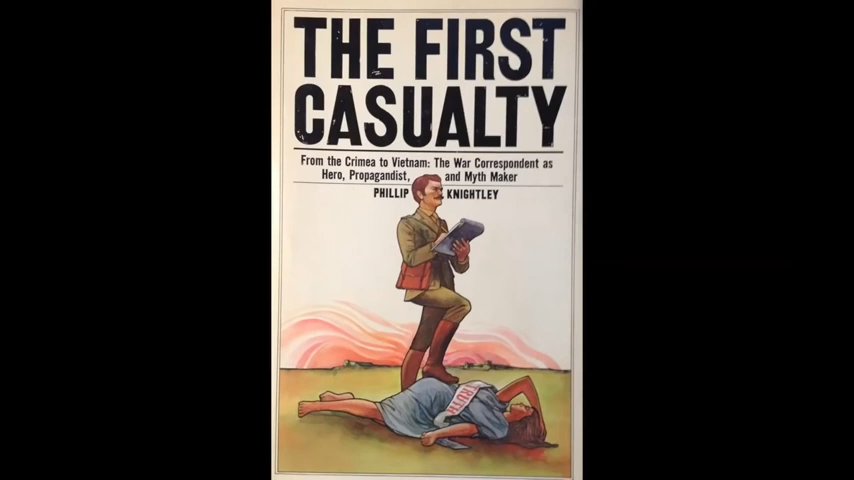 THE FIRST
CASUALTY
From the Crimea to Vietnam: The War Correspondent as
Hero, Propagandist, and Myth Maker
PHILLIP KNIGHTLEY
TRUTH